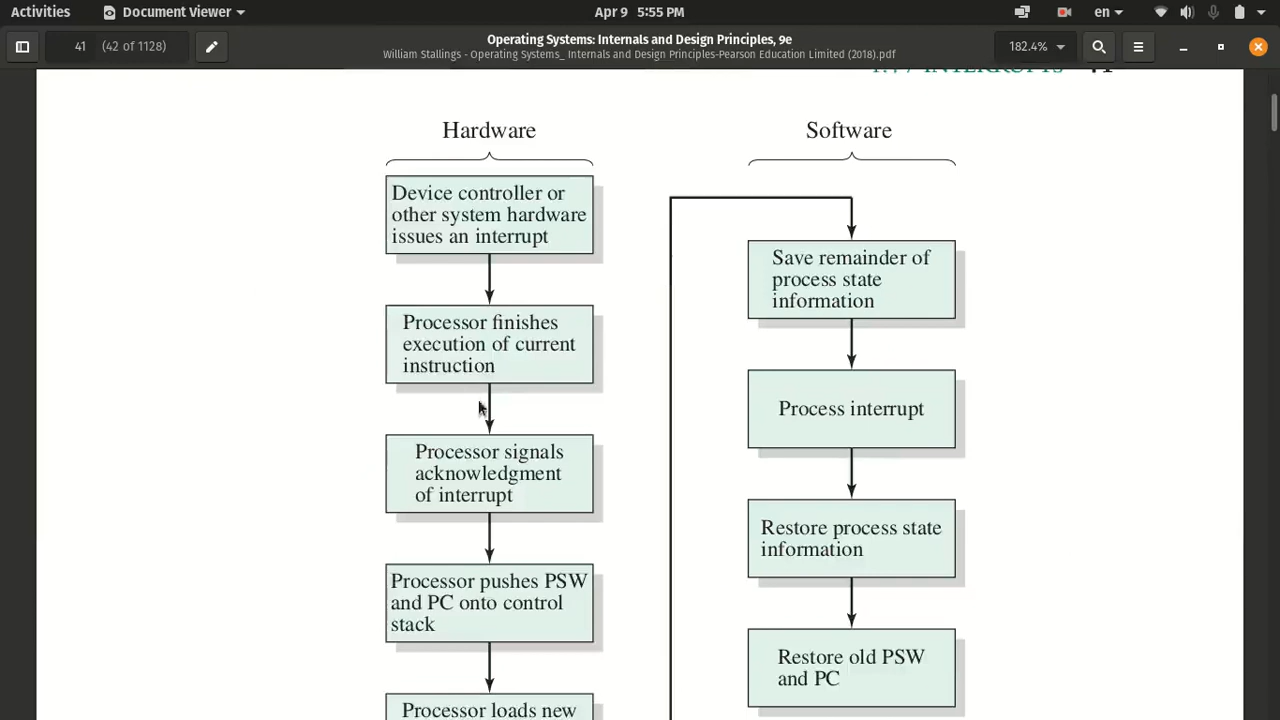 Activities
Document Viewer
Apr 9 5:55 PM
en
41
(42 of 1128)
Operating Systems: Internals and Design Principles, 9e
William Stallings - Operating Systems_ Internals and Design Principles-Pearson Education Limited (2018).pdf
182.4%
Hardware
Device controller or
other system hardware
issues an interrupt
Processor finishes
execution of current
instruction
Processor signals
acknowledgment
of interrupt
Processor pushes PSW
and PC onto control
stack
Processor loads new
Software
Save remainder of
process state
information
Process interrupt
Restore process state
information
Restore old PSW
and PC